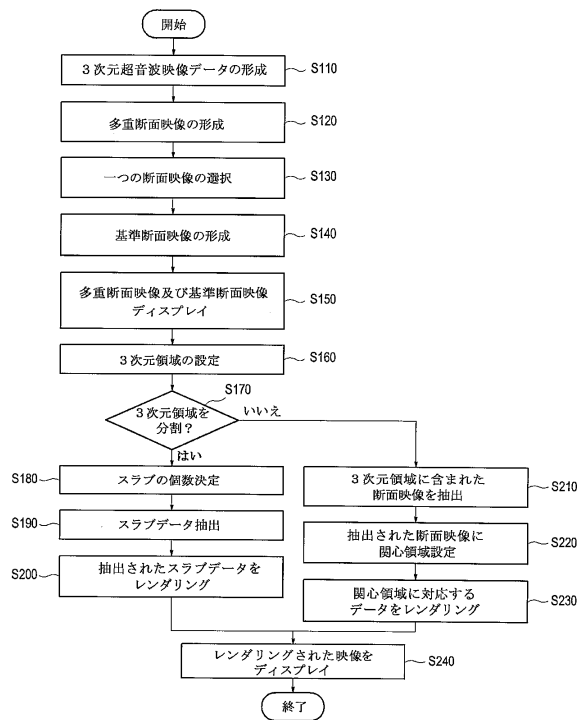 開始
3次元超音波映像データの形成
S110
多重断面映像の形成
S120
一つの断面映像の選択
S130
基準断面映像の形成
S140
多重断面映像及び基準断面映像
ディスプレイ
S150
3次元領域の設定
S160
S170
3次元領域を
分割?
いいえ
はい
S180
スラブの個数決定
S190
スラブデータ抽出
S200
抽出されたスラブデータを
レンダリング
3次元領域に含まれた
断面映像を抽出
S210
抽出された断面映像に
関心領域設定
S220
関心領域に対応する
データをレンダリング
S230
レンダリングされた映像を
ディスプレイ
S240
終了